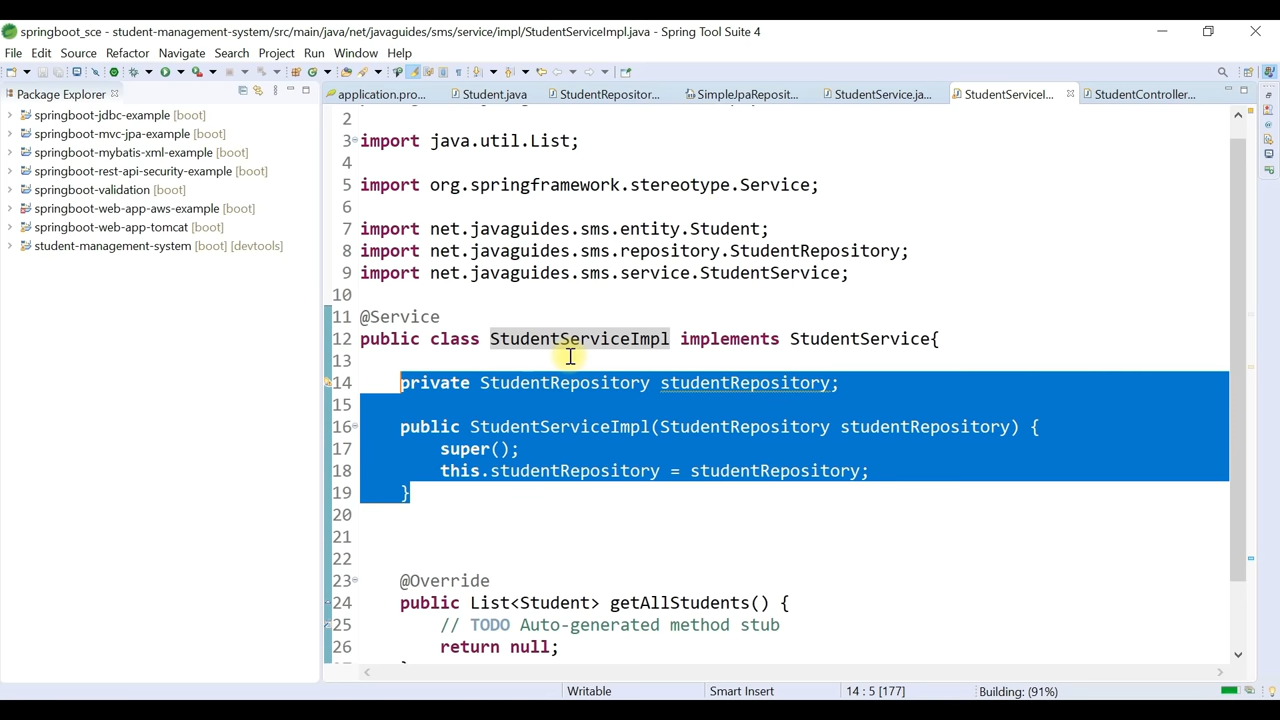 springboot_sce - student-management-system/src/main/java/net/javaguides/sms/service/impl/StudentServiceImpl.java - Spring Tool Suite 4
File Edit Source Refactor Navigate Search Project Run Window Help
Package Explorer
application.pro... Student.java StudentRepositor... SimpleJpaReposit... StudentService.ja... StudentServiceI... StudentController...
springboot-jdbc-example [boot]
springboot-mvc-jpa-example [boot]
springboot-mybatis-xml-example [boot]
springboot-rest-api-security-example [boot]
springboot-validation [boot]
springboot-web-app-aws-example [boot]
springboot-web-app-tomcat [boot]
student-management-system [boot] [devtools]
2
3 import java.util.List;
4
5 import org.springframework.stereotype.Service;
6
7 import net.javaguides.sms.entity.Student;
8 import net.javaguides.sms.repository.StudentRepository;
9 import net.javaguides.sms.service.StudentService;
10
11 @Service
12 public class StudentServiceImpl implements StudentService{
13
14 private StudentRepository studentRepository;
15
16 public StudentServiceImpl(StudentRepository studentRepository) {
17 super();
18 this.studentRepository = studentRepository;
19 }
20
21
22
23 @Override
24 public List<Student> getAllStudents() {
25 // TODO Auto-generated method stub
26 return null;
Writable Smart Insert 14 : 5 [177] Building: (91%)